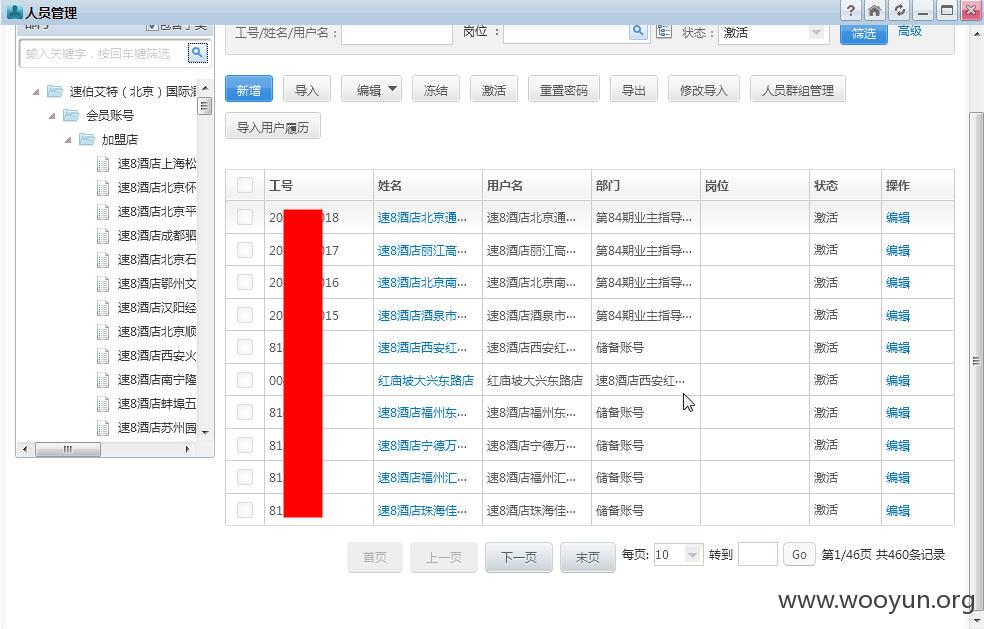 人员管理
部门 包含子类
工号/姓名/用户名： 岗位 ： 状态： 激活 筛选 高级
输入关键字，按回车键筛选
新增 导入 编辑 冻结 激活 重置密码 导出 修改导入 人员群组管理
导入用户履历
速伯艾特（北京）国际
会员账号
加盟店
速8酒店上海松
速8酒店北京怀
速8酒店北京平
速8酒店成都驷
速8酒店北京石
速8酒店鄂州文
速8酒店汉阳经
速8酒店北京顺
速8酒店西安火
速8酒店南宁隆
速8酒店蚌埠五
速8酒店苏州园
工号 姓名 用户名 部门 岗位 状态 操作
20 018 速8酒店北京通... 速8酒店北京通... 第84期业主指导... 激活 编辑
20 017 速8酒店丽江高... 速8酒店丽江高... 第84期业主指导... 激活 编辑
20 016 速8酒店北京南... 速8酒店北京南... 第84期业主指导... 激活 编辑
20 015 速8酒店酒泉市... 速8酒店酒泉市... 第84期业主指导... 激活 编辑
81 速8酒店西安红... 速8酒店西安红... 储备账号 激活 编辑
00 红庙坡大兴东路店 红庙坡大兴东路店 速8酒店西安红... 激活 编辑
81 速8酒店福州东... 速8酒店福州东... 储备账号 激活 编辑
81 速8酒店宁德万... 速8酒店宁德万... 储备账号 激活 编辑
81 速8酒店福州汇... 速8酒店福州汇... 储备账号 激活 编辑
81 速8酒店珠海佳... 速8酒店珠海佳... 储备账号 激活 编辑
首页 上一页 下一页 末页 每页: 10 转到 Go 第1/46页 共460条记录
www.wooyun.org